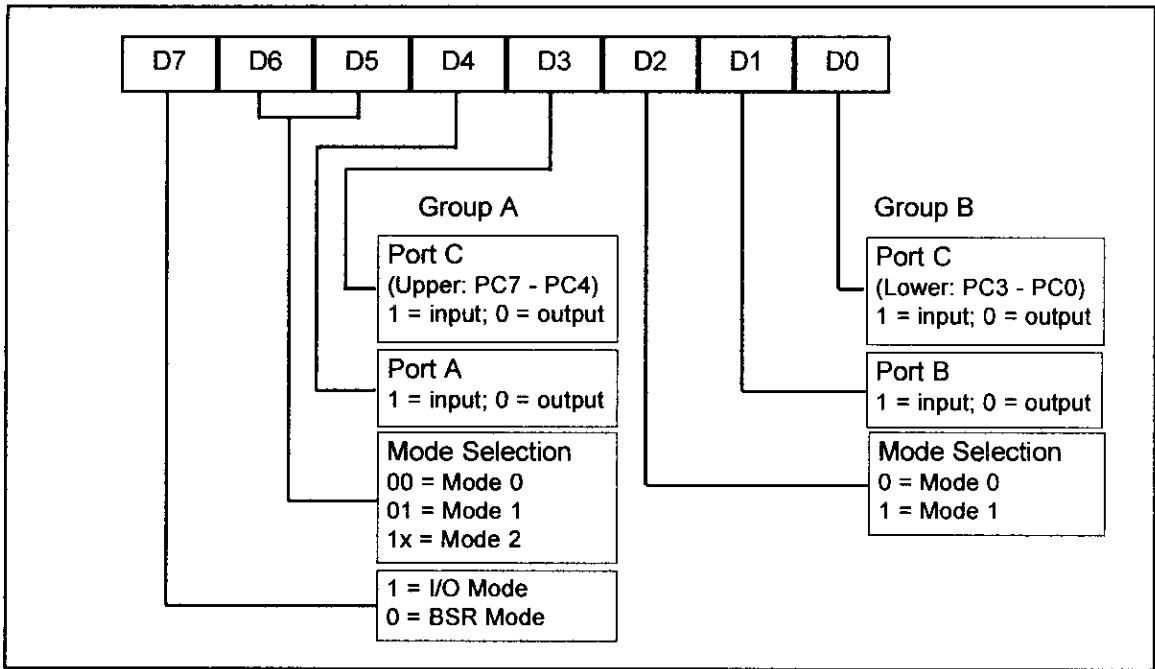 D7 D6 D5 D4 D3 D2 D1 D0
Group A
Port C
(Upper: PC7 - PC4)
1 = input; 0 = output
Port A
1 = input; 0 = output
Mode Selection
00 = Mode 0
01 = Mode 1
1x = Mode 2
1 = I/O Mode
0 = BSR Mode
Group B
Port C
(Lower: PC3 - PC0)
1 = input; 0 = output
Port B
1 = input; 0 = output
Mode Selection
0 = Mode 0
1 = Mode 1